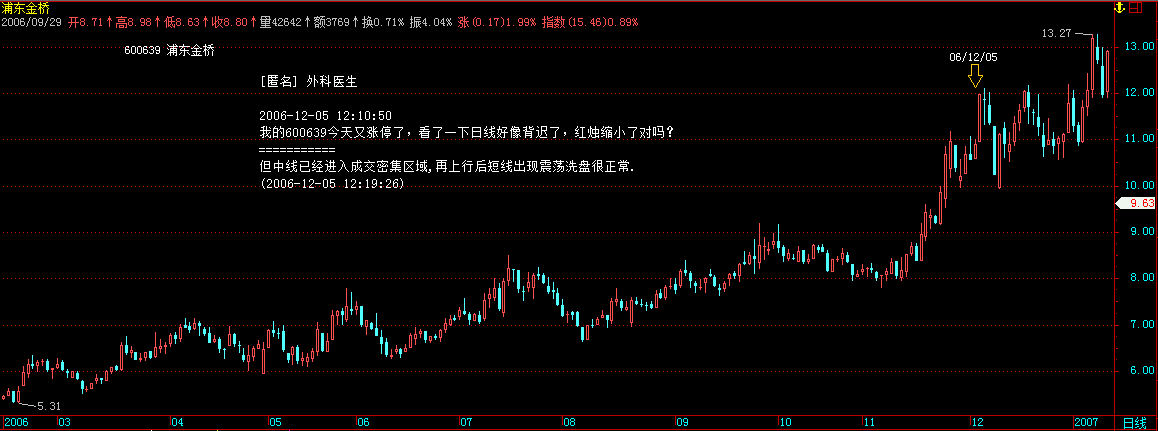 浦东金桥
2006/09/29 开8.71↑高8.98↑低8.63↑收8.80↑量42642↑额3769↑换0.71% 振4.04% 涨(0.17)1.99% 指数(15.46)0.89%
600639 浦东金桥
[匿名] 外科医生
2006-12-05 12:10:50
我的600639今天又涨停了，看了一下日线好像背迟了，红烛缩小了对吗？
===========
但中线已经进入成交密集区域,再上行后短线出现震荡洗盘很正常.
(2006-12-05 12:19:26)
06/12/05
13.27
5.31
13.00
12.00
11.00
10.00
9.63
9.00
8.00
7.00
6.00
2006 03 04 05 06 07 08 09 10 11 12 2007 日线